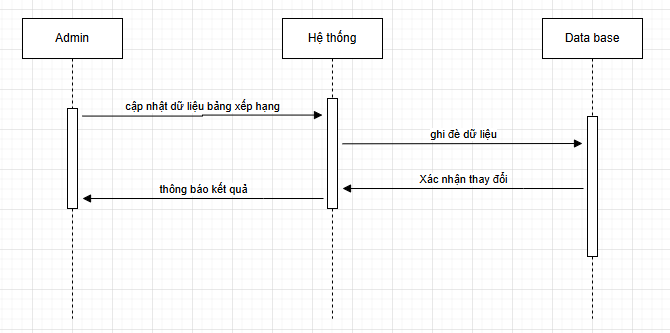 Admin
Hệ thống
Data base
cập nhật dữ liệu bảng xếp hạng
ghi đè dữ liệu
Xác nhận thay đổi
thông báo kết quả